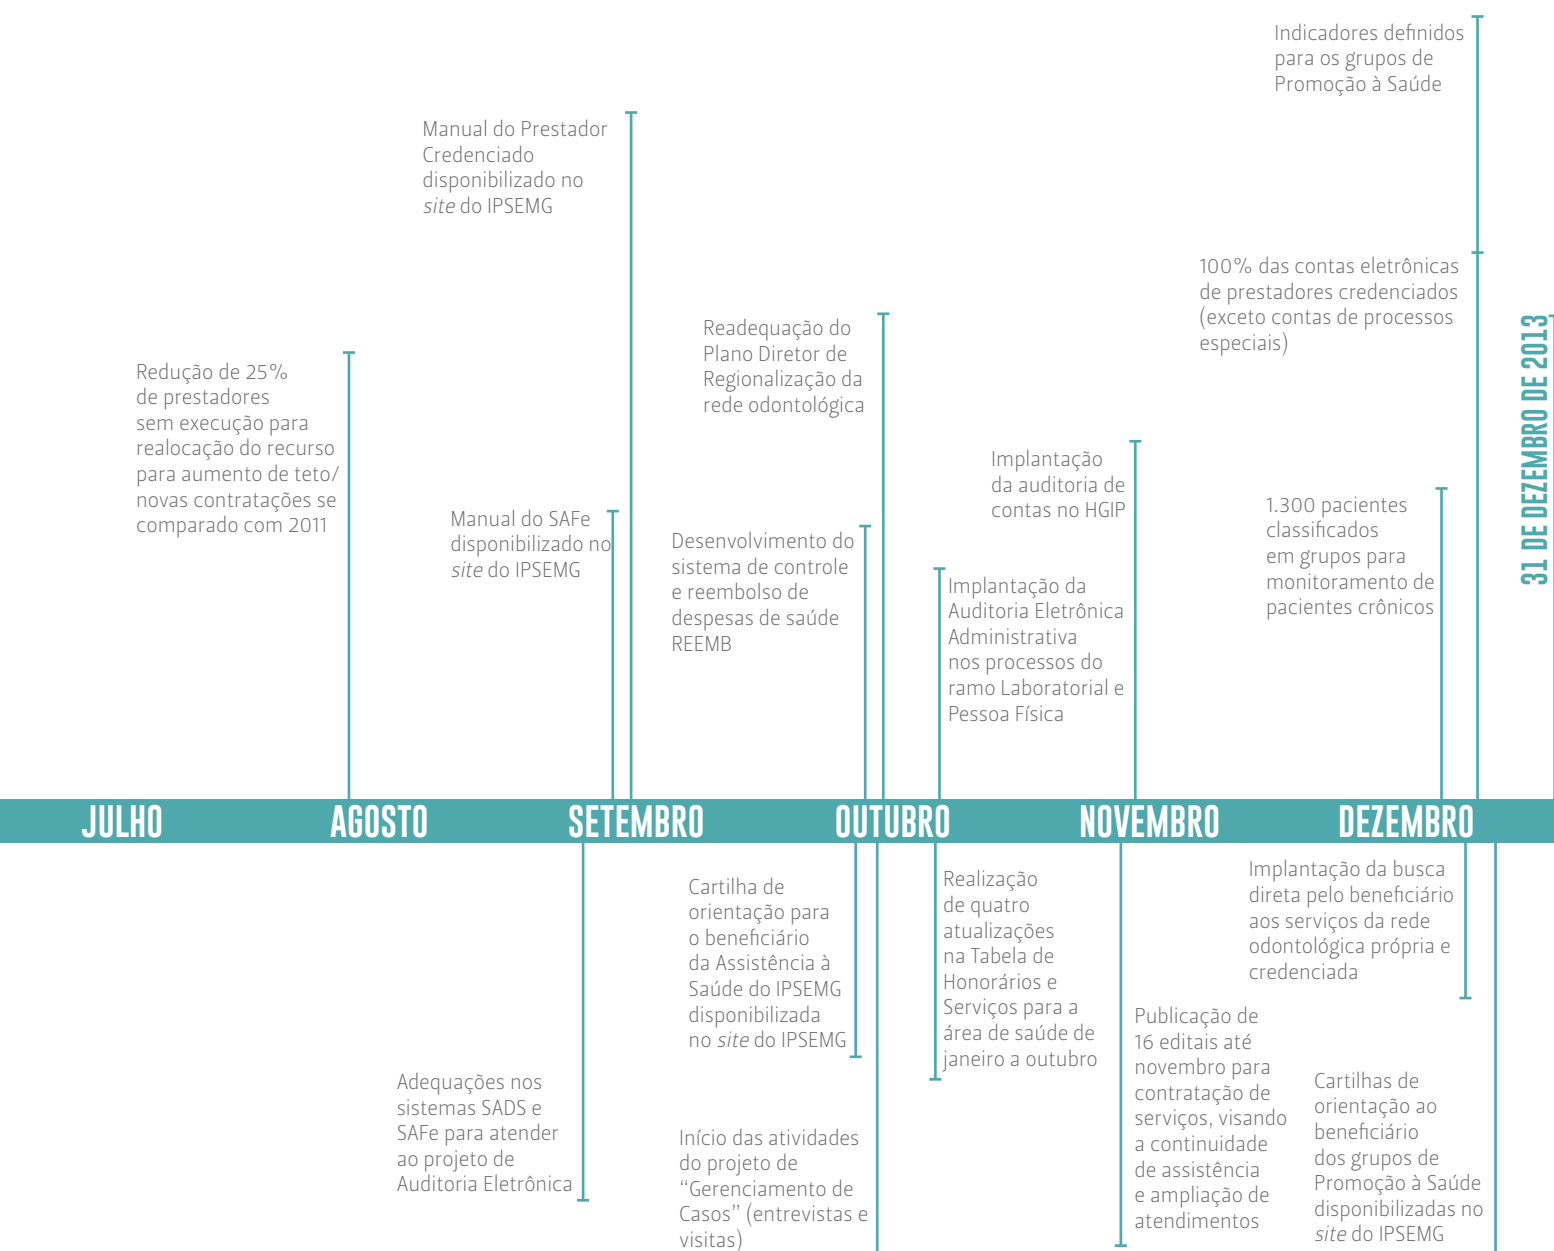 Indicadores definidos
para os grupos de
Promoção à Saúde
Manual do Prestador
Credenciado
disponibilizado no
site do IPSEMG
100% das contas eletrônicas
de prestadores credenciados
(exceto contas de processos
especiais)
31 DE DEZEMBRO DE 2013
Readequação do
Plano Diretor de
Regionalização da
rede odontológica
Redução de 25%
de prestadores
sem execução para
realocação do recurso
para aumento de teto/
novas contratações se
comparado com 2011
Implantação
da auditoria de
contas no HGIP
1.300 pacientes
classificados
em grupos para
monitoramento de
pacientes crônicos
Manual do SAFe
disponibilizado no
site do IPSEMG
Desenvolvimento do
sistema de controle
e reembolso de
despesas de saúde
REEMB
Implantação da
Auditoria Eletrônica
Administrativa
nos processos do
ramo Laboratorial e
Pessoa Física
JULHO
AGOSTO
SETEMBRO
OUTUBRO
NOVEMBRO
DEZEMBRO
Implantação da busca
direta pelo beneficiário
aos serviços da rede
odontológica própria e
credenciada
Cartilha de
orientação para
o beneficiário
da Assistência à
Saúde do IPSEMG
disponibilizada
no site do IPSEMG
Realização
de quatro
atualizações
na Tabela de
Honorários e
Serviços para a
área de saúde de
janeiro a outubro
Publicação de
16 editais até
novembro para
contratação de
serviços, visando
a continuidade
de assistência
e ampliação de
atendimentos
Adequações nos
sistemas SADS e
SAFe para atender
ao projeto de
Auditoria Eletrônica
Cartilhas de
orientação ao
beneficiário
dos grupos de
Promoção à Saúde
disponibilizadas no
site do IPSEMG
Início das atividades
do projeto de
“Gerenciamento de
Casos” (entrevistas e
visitas)